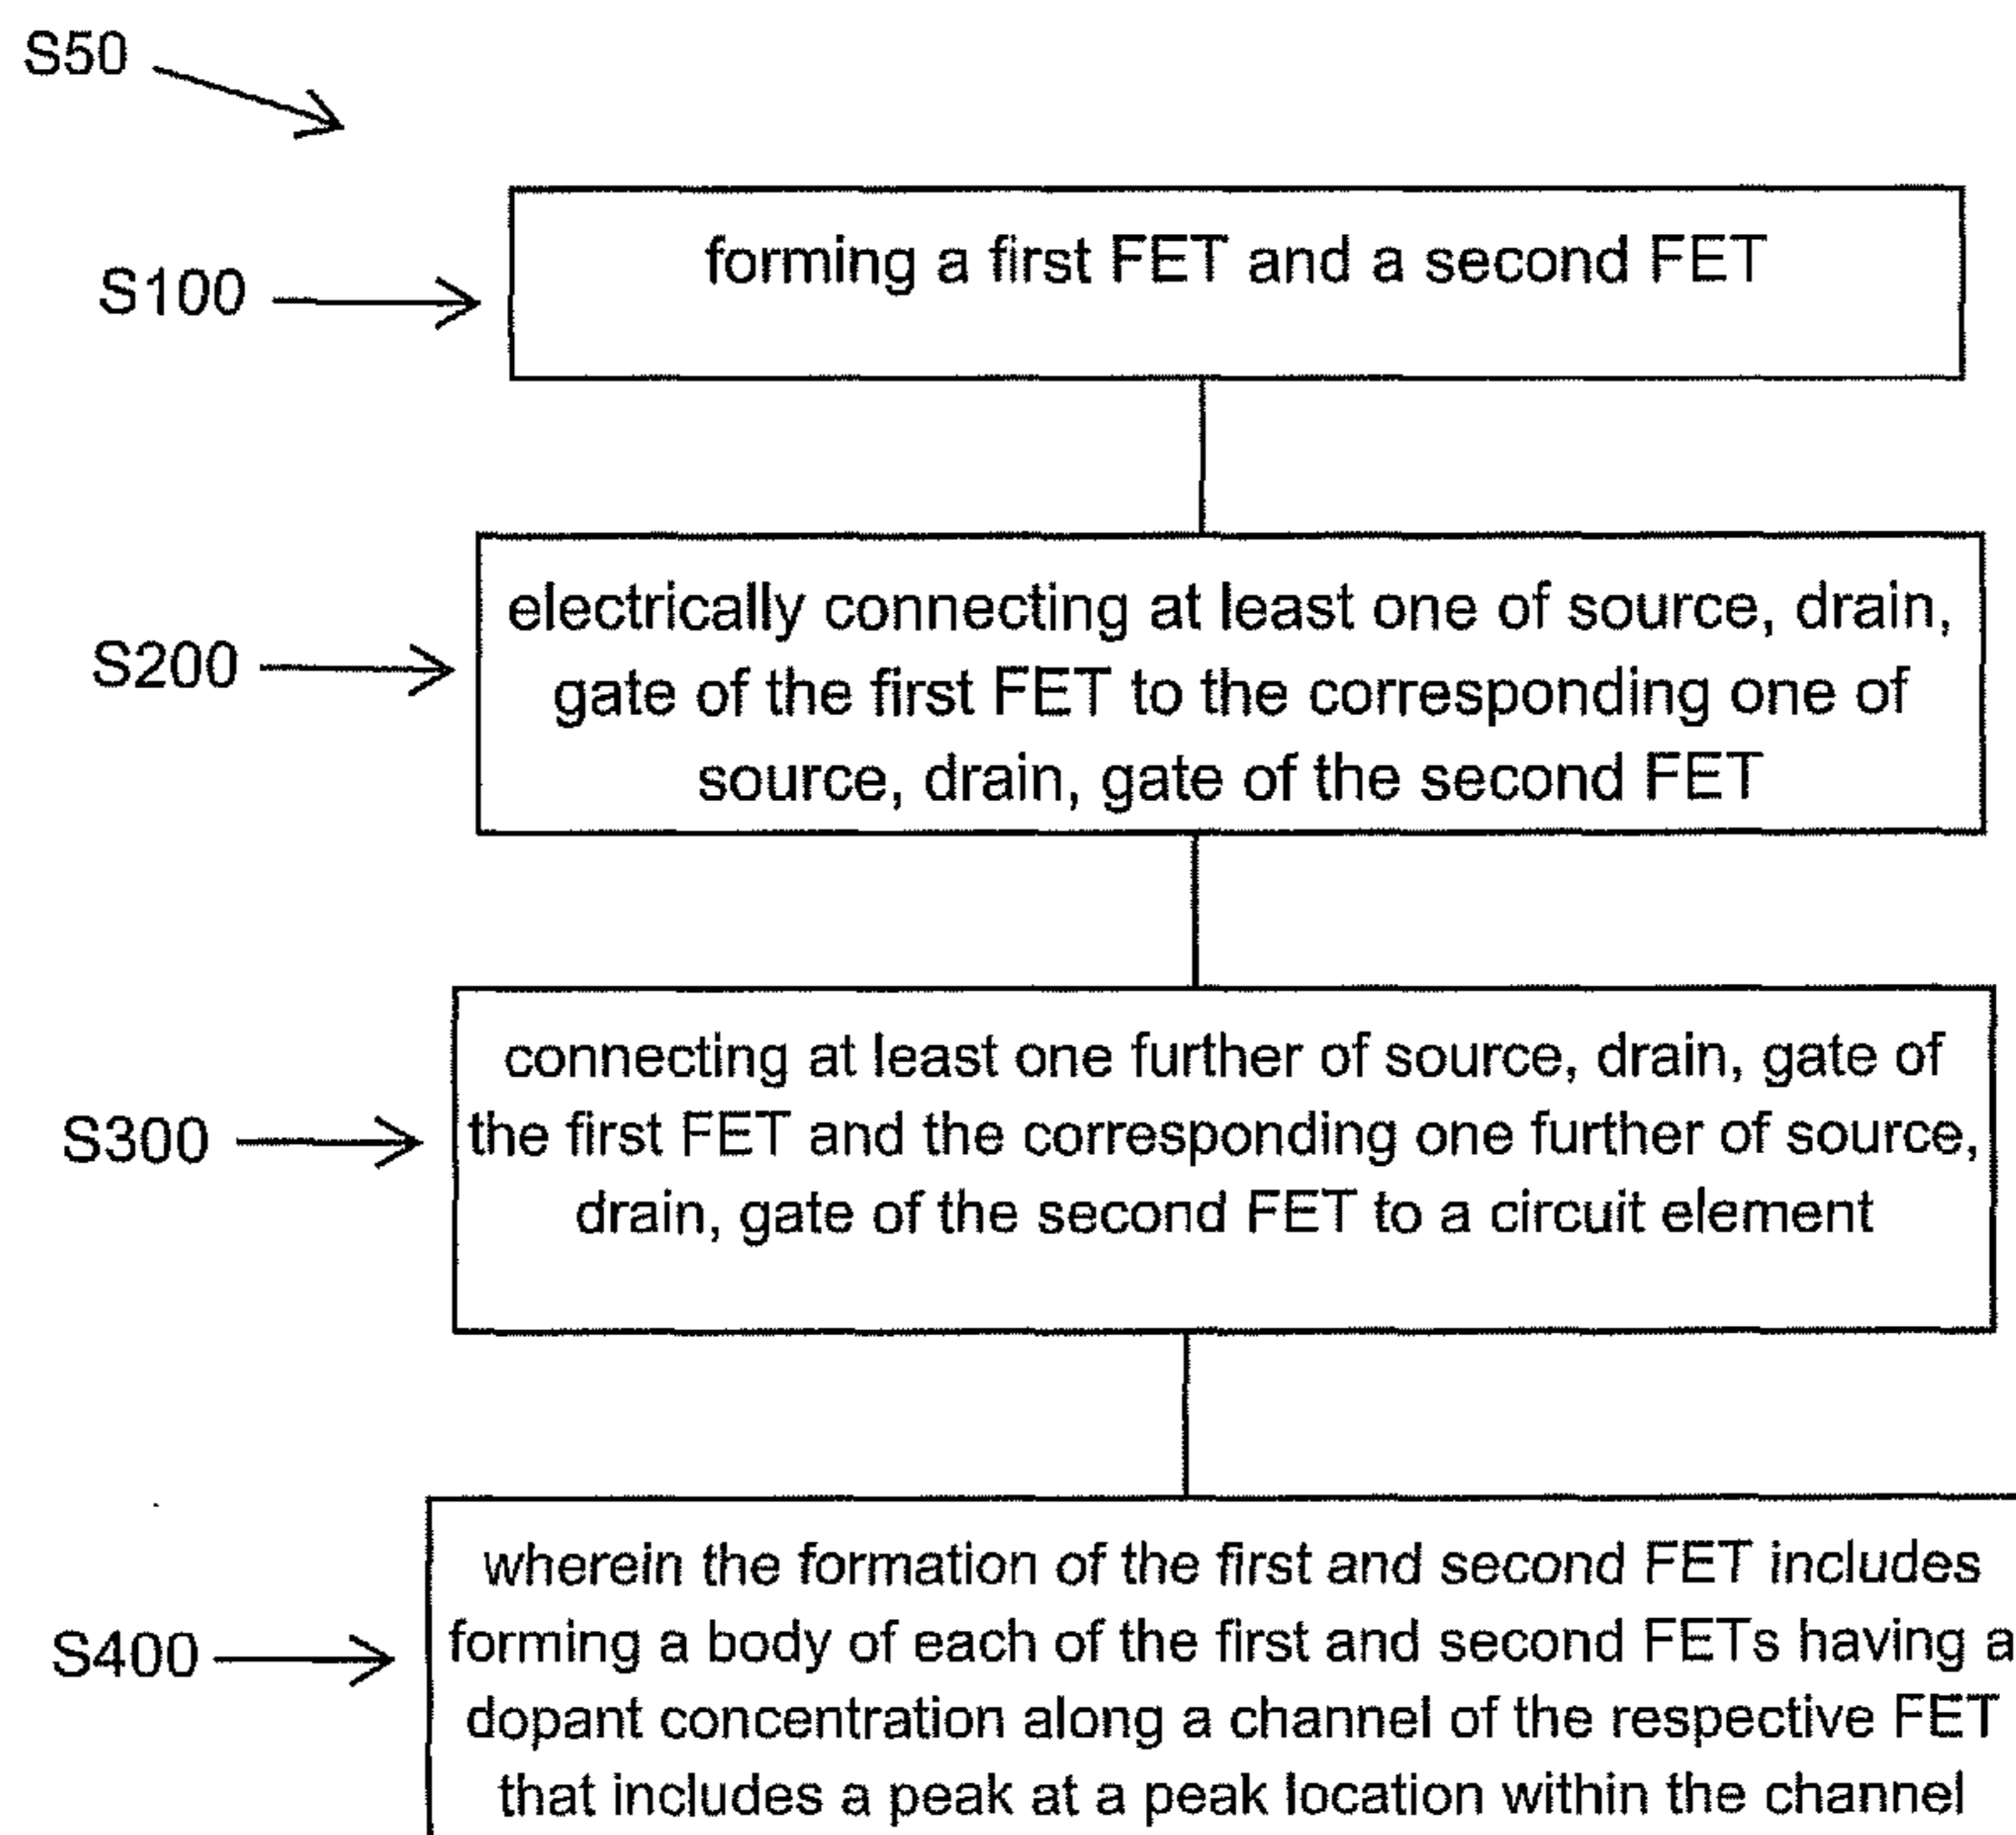 S50
S100
forming a first FET and a second FET
S200
electrically connecting at least one of source, drain,
gate of the first FET to the corresponding one of
source, drain, gate of the second FET
S300
connecting at least one further of source, drain, gate of
the first FET and the corresponding one further of source,
drain, gate of the second FET to a circuit element
S400
wherein the formation of the first and second FET includes
forming a body of each of the first and second FETs having a
dopant concentration along a channel of the respective FET
that includes a peak at a peak location within the channel